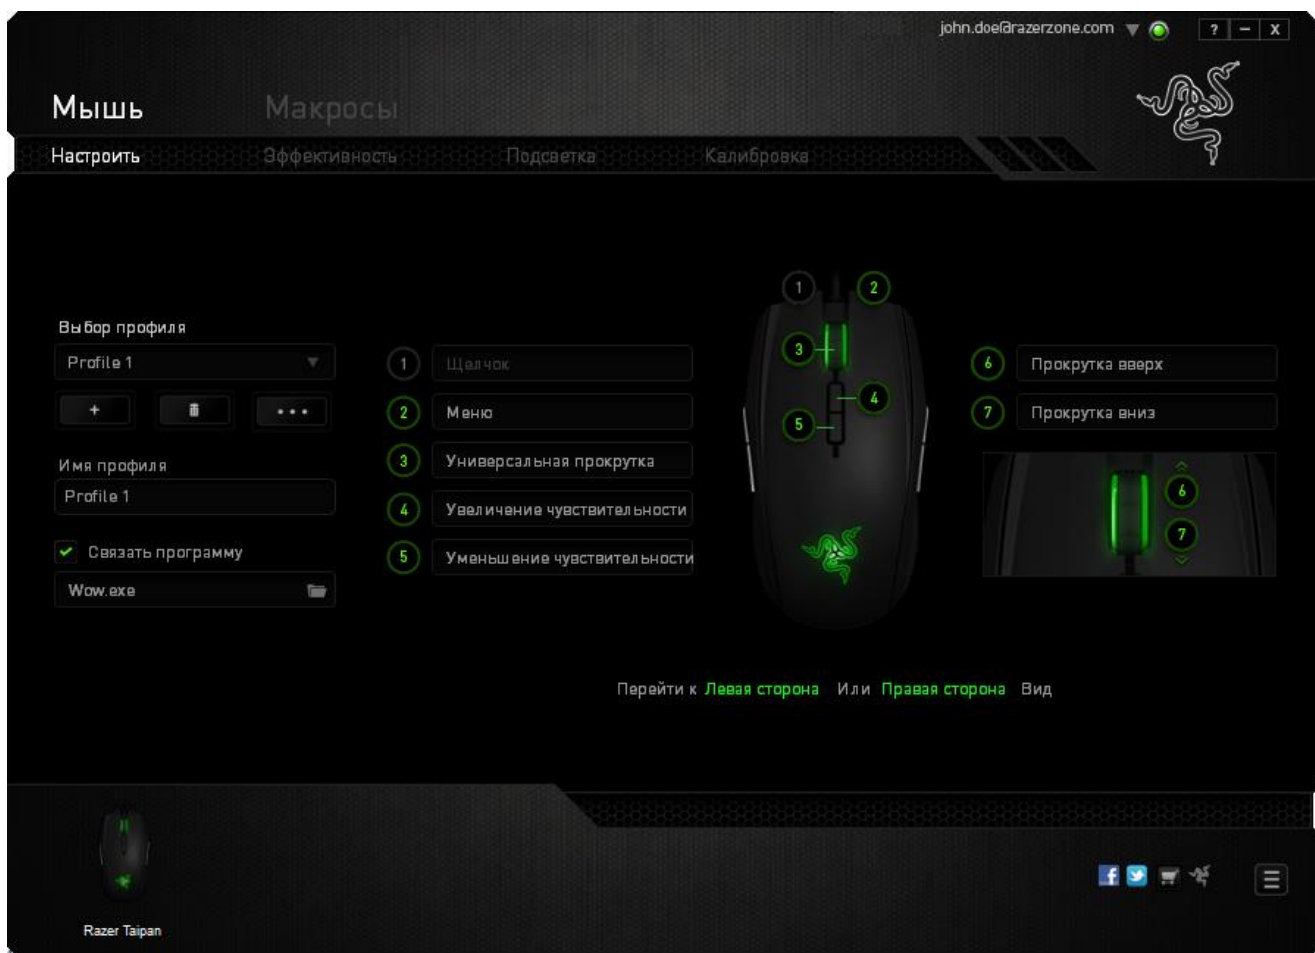 john.doe@razerzone.com
? – X
Мышь Макросы
Настроить Эффективность Подсветка Калибровка
Выбор профиля
Profile 1
+
Имя профиля
Profile 1
Связать программу
Wow.exe
1 Щелчок
2 Меню
3 Универсальная прокрутка
4 Увеличение чувствительности
5 Уменьшение чувствительности
1 2
3
4
5
6 Прокрутка вверх
7 Прокрутка вниз
6
7
Перейти к Левая сторона Или Правая сторона Вид
Razer Taipan
f